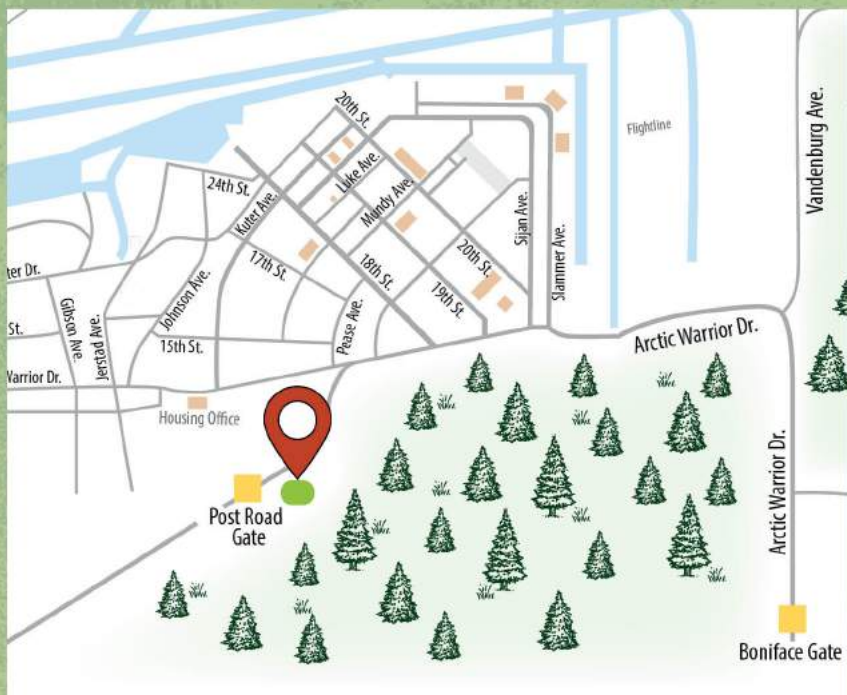 20th St.
Vandenburg Ave.
Flightline
Luke Ave.
24th St.
Mundy Ave.
Kuter Ave.
Sijan Ave.
Slammer Ave.
17th St.
18th St.
20th St.
19th St.
ter Dr.
Gibson Ave.
Johnson Ave.
St.
Jerstad Ave.
15th St.
Pease Ave.
Arctic Warrior Dr.
Warrior Dr.
Housing Office
Arctic Warrior Dr.
Post Road
Gate
Boniface Gate